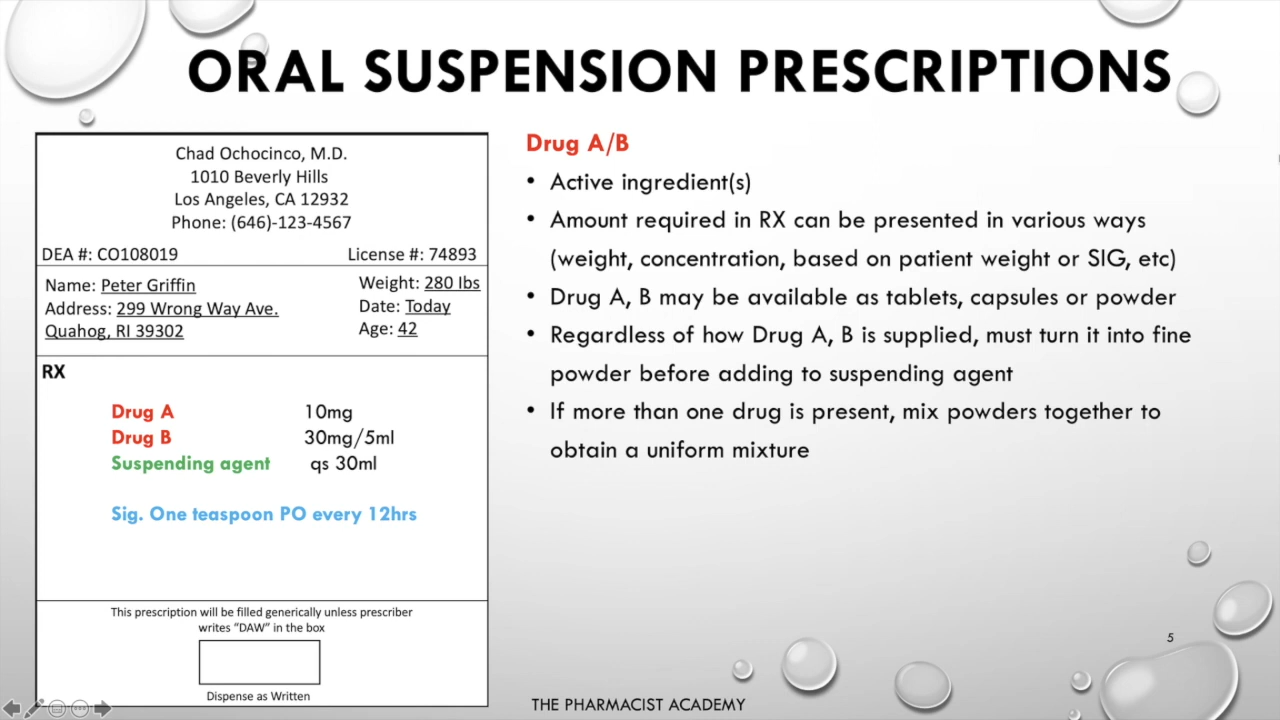 ORAL SUSPENSION PRESCRIPTIONS
Chad Ochocinco, M.D.
1010 Beverly Hills
Los Angeles, CA 12932
Phone: (646)-123-4567
DEA #: CO108019 License #: 74893
Name: Peter Griffin
Address: 299 Wrong Way Ave.
Quahog, RI 39302
Weight: 280 lbs
Date: Today
Age: 42
RX
Drug A 10mg
Drug B 30mg/5ml
Suspending agent qs 30ml
Sig. One teaspoon PO every 12hrs
This prescription will be filled generically unless prescriber
writes “DAW” in the box
Dispense as Written
Drug A/B
• Active ingredient(s)
• Amount required in RX can be presented in various ways
(weight, concentration, based on patient weight or SIG, etc)
• Drug A, B may be available as tablets, capsules or powder
• Regardless of how Drug A, B is supplied, must turn it into fine
powder before adding to suspending agent
• If more than one drug is present, mix powders together to
obtain a uniform mixture
5
THE PHARMACIST ACADEMY